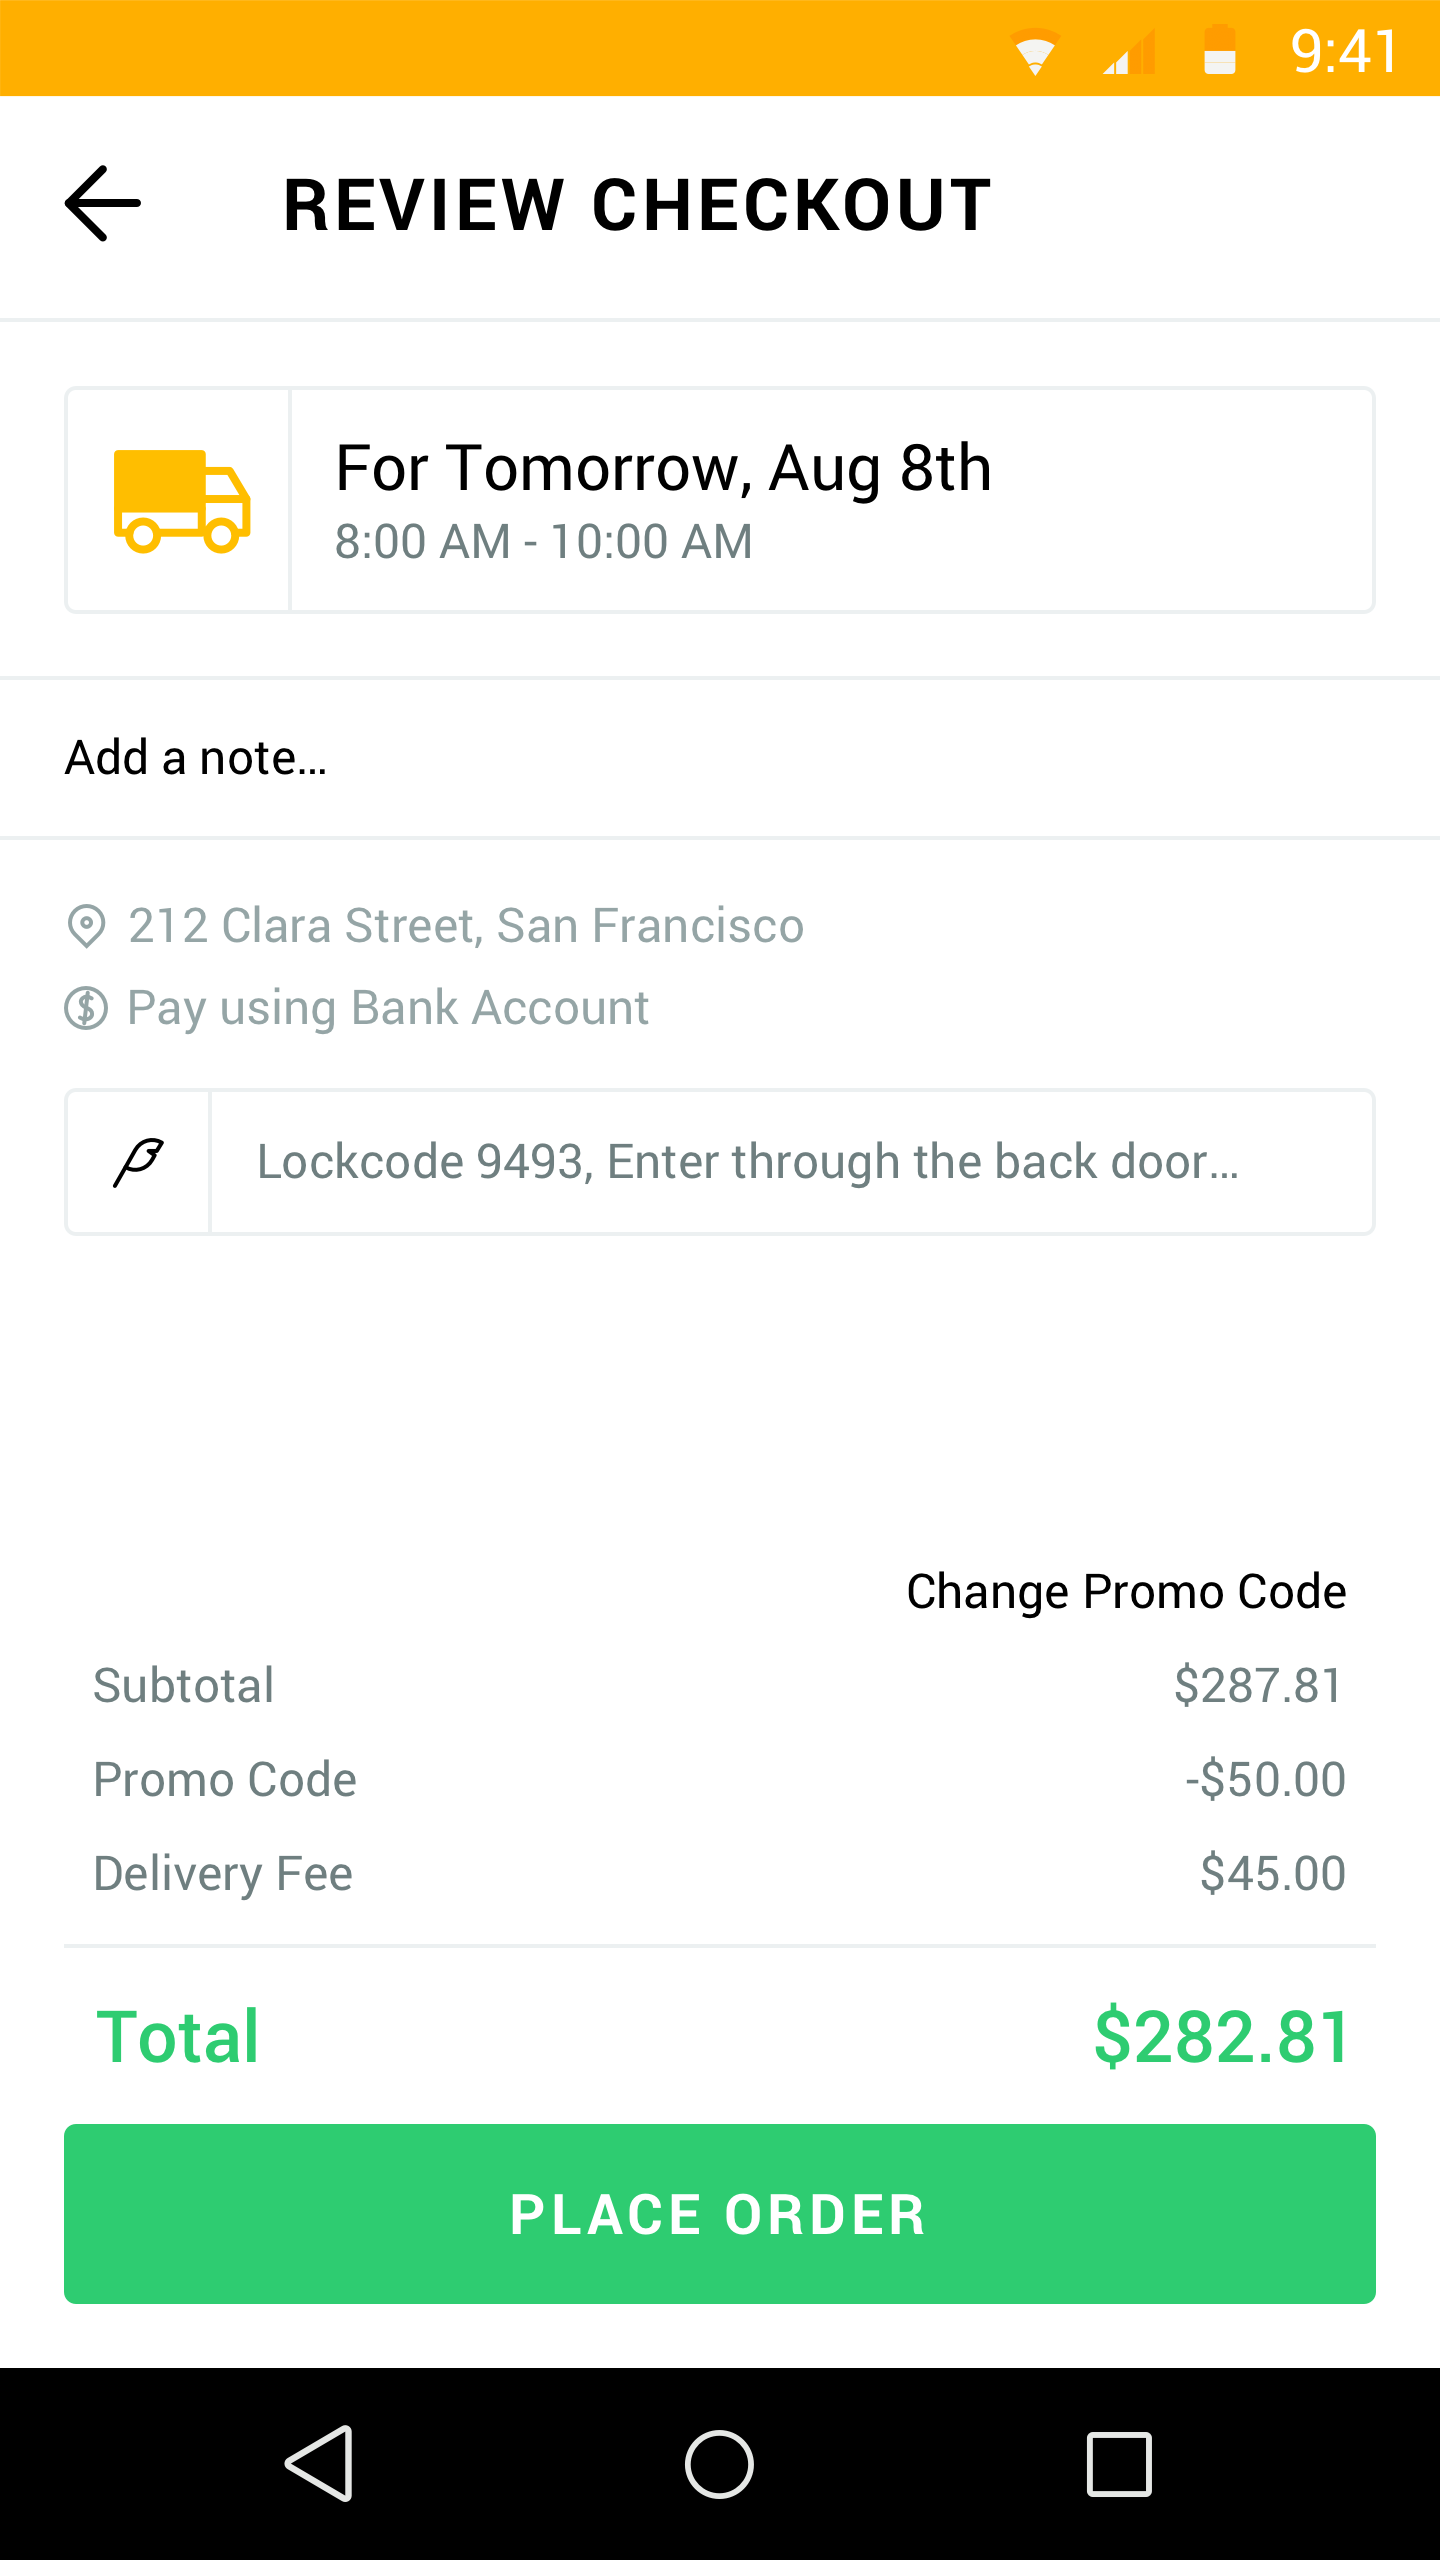 9:41
REVIEW CHECKOUT
For Tomorrow, Aug 8th
8:00 AM - 10:00 AM
Add a note...
212 Clara Street, San Francisco
Pay using Bank Account
Lockcode 9493, Enter through the back door...
Change Promo Code
Subtotal $287.81
Promo Code -$50.00
Delivery Fee $45.00
Total $282.81
PLACE ORDER